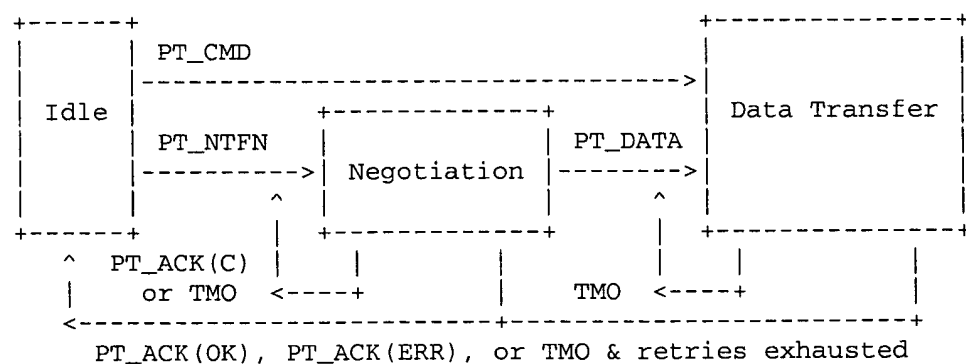 PT_CMD
Idle
Data Transfer
PT_NTFN
PT_DATA
Negotiation
PT_ACK(C)
or TMO
TMO
PT_ACK(OK), PT_ACK(ERR), or TMO & retries exhausted